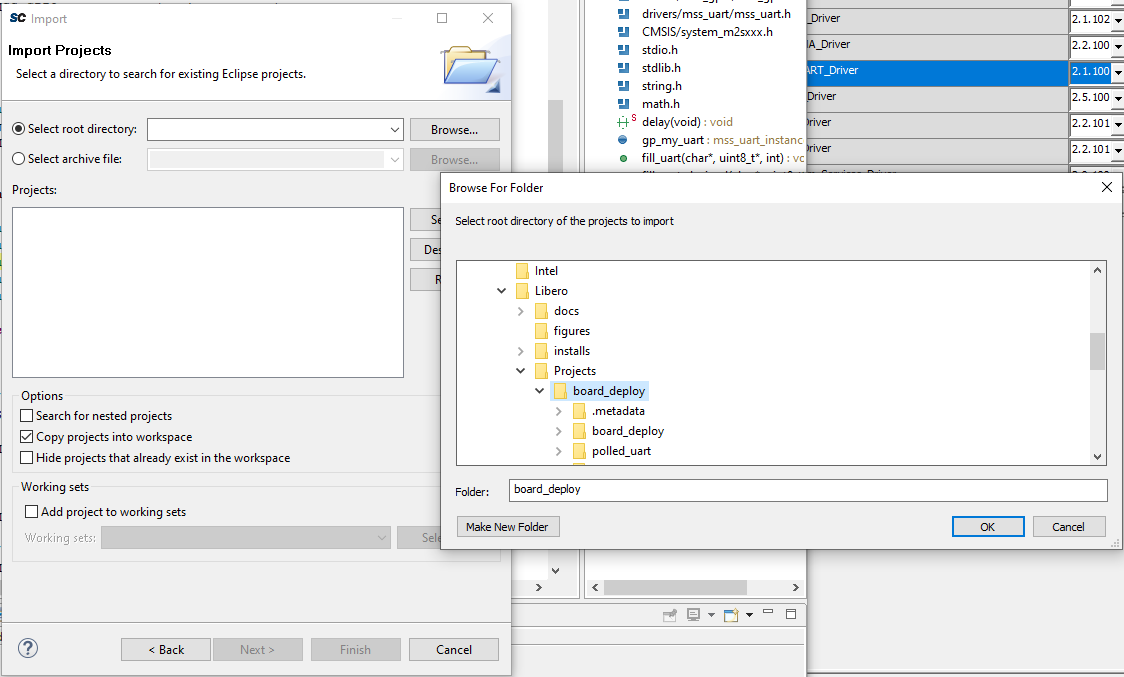 SC Import
Import Projects
Select a directory to search for existing Eclipse projects.
Select root directory:
Browse...
Select archive file:
Browse...
Projects:
Options
Search for nested projects
Copy projects into workspace
Hide projects that already exist in the workspace
Working sets
Add project to working sets
Working sets:
? < Back Next > Finish Cancel
drivers/mss_uart/mss_uart.h
CMSIS/system_m2sxxx.h
stdio.h
stdlib.h
string.h
math.h
S delay(void) : void
gp_my_uart : mss_uart_instanc
fill_uart(char*, uint8_t*, int) : vc
_Driver 2.1.102
A_Driver 2.2.100
ART_Driver 2.1.100
Driver 2.5.100
Driver 2.2.101
Driver 2.2.101
Browse For Folder
Select root directory of the projects to import
Intel
Libero
docs
figures
installs
Projects
board_deploy
.metadata
board_deploy
polled_uart
Folder: board_deploy
Make New Folder OK Cancel